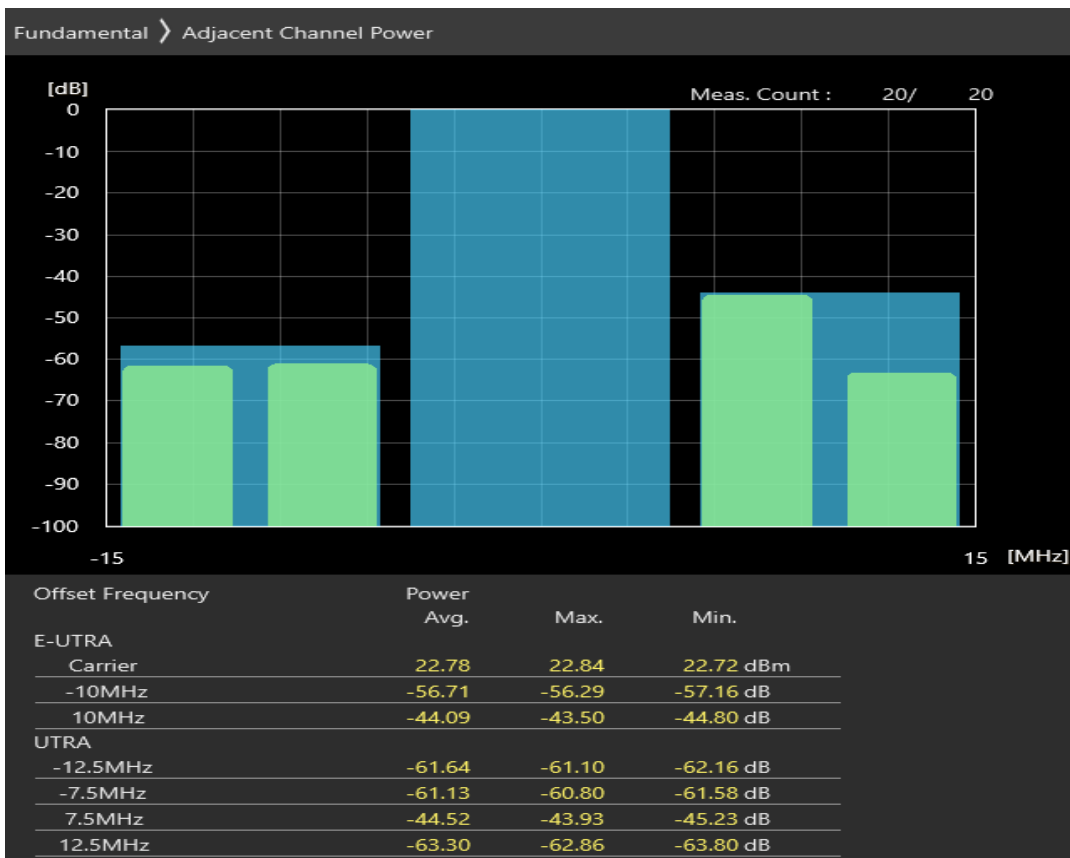 Fundamental ❭ Adjacent Channel Power
[dB]
Meas. Count : 20/ 20
0
-10
-20
-30
-40
-50
-60
-70
-80
-90
-100
-15 15 [MHz]
Offset Frequency Power
Avg. Max. Min.
E-UTRA
Carrier 22.78 22.84 22.72 dBm
-10MHz -56.71 -56.29 -57.16 dB
10MHz -44.09 -43.50 -44.80 dB
UTRA
-12.5MHz -61.64 -61.10 -62.16 dB
-7.5MHz -61.13 -60.80 -61.58 dB
7.5MHz -44.52 -43.93 -45.23 dB
12.5MHz -63.30 -62.86 -63.80 dB